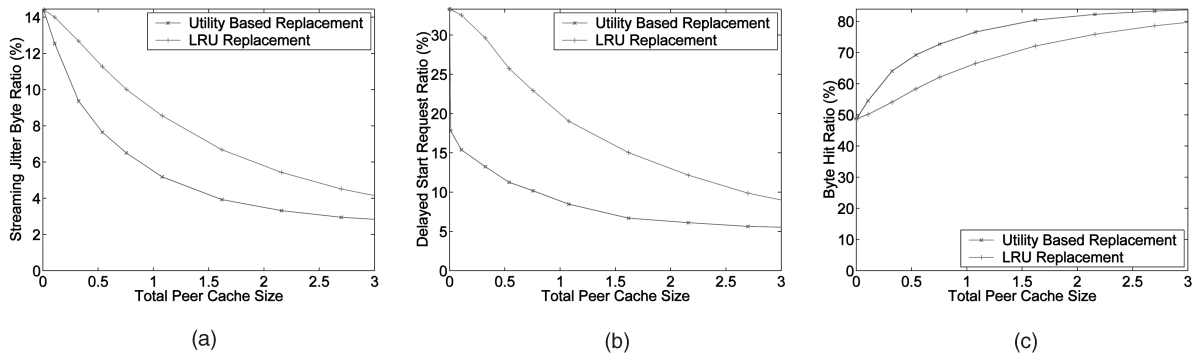 14
12
10
8
6
4
2
0
Streaming Jitter Byte Ratio (%)
Utility Based Replacement
LRU Replacement
0 0.5 1 1.5 2 2.5 3
Total Peer Cache Size
(a)
30
25
20
15
10
5
0
Delayed Start Request Ratio (%)
Utility Based Replacement
LRU Replacement
0 0.5 1 1.5 2 2.5 3
Total Peer Cache Size
(b)
80
70
60
50
40
30
20
10
0
Byte Hit Ratio (%)
Utility Based Replacement
LRU Replacement
0 0.5 1 1.5 2 2.5 3
Total Peer Cache Size
(c)